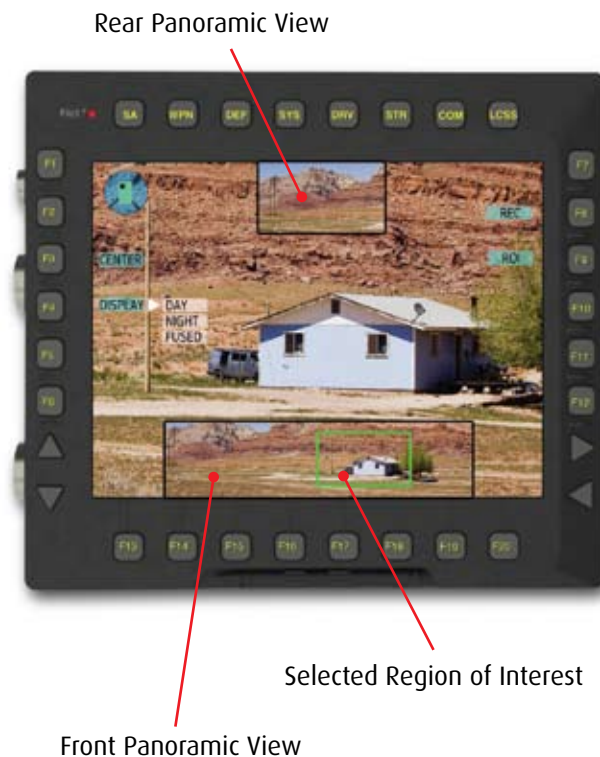 Rear Panoramic View
SA WPN DEF SYS DRV STR COM LCSS
F1 F7
F2 F8
REC
F3 F9
CENTER ROI
F4 F10
DISPLAY DAY
NIGHT
FUSED
F5 F11
F6 F12
F13 F14 F15 F16 F17 F18 F19 F20
Selected Region of Interest
Front Panoramic View